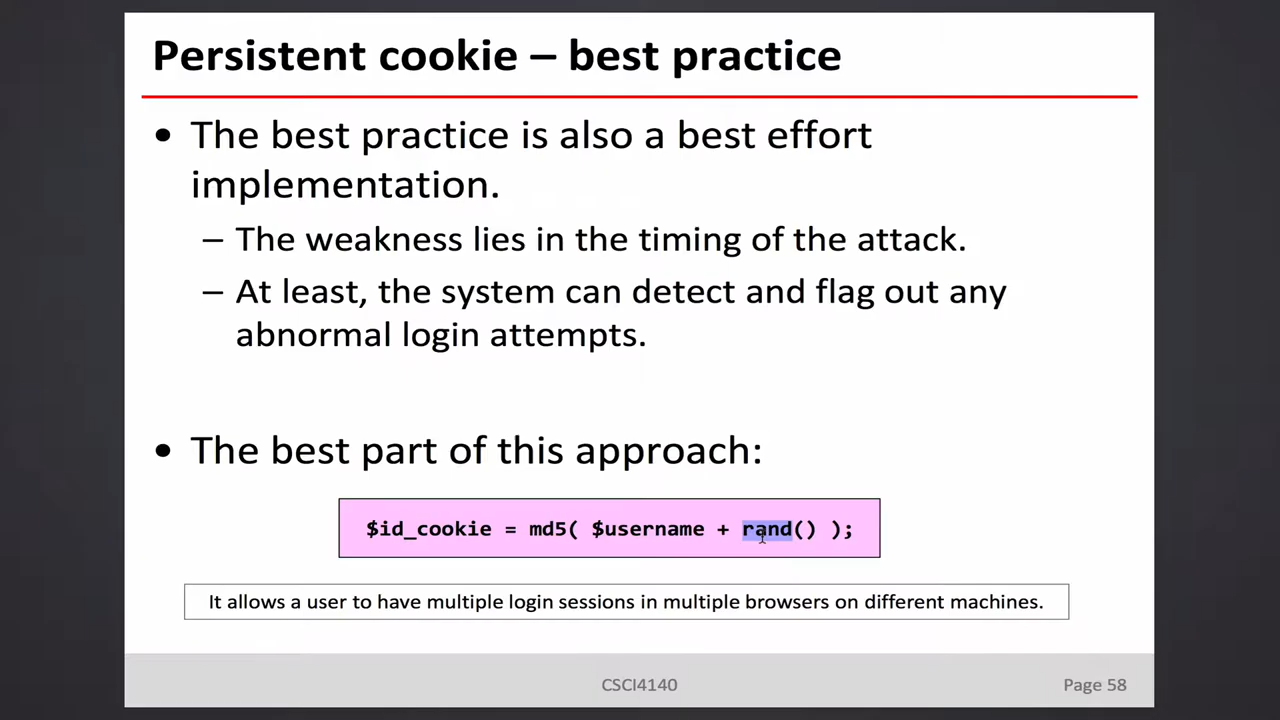 Persistent cookie – best practice
• The best practice is also a best effort
implementation.
– The weakness lies in the timing of the attack.
– At least, the system can detect and flag out any
abnormal login attempts.
• The best part of this approach:
$id_cookie = md5( $username + rand() );
It allows a user to have multiple login sessions in multiple browsers on different machines.
CSCI4140
Page 58